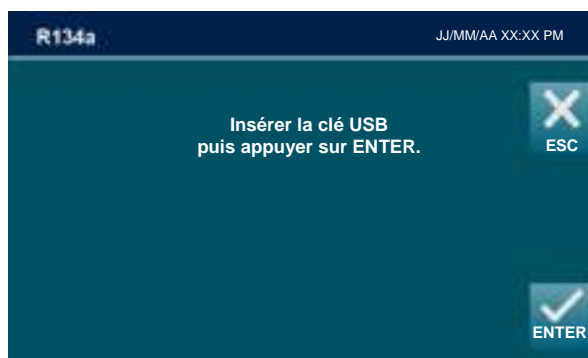 R134a
JJ/MM/AA XX:XX PM
Insérer la clé USB
puis appuyer sur ENTER.
ESC
ENTER